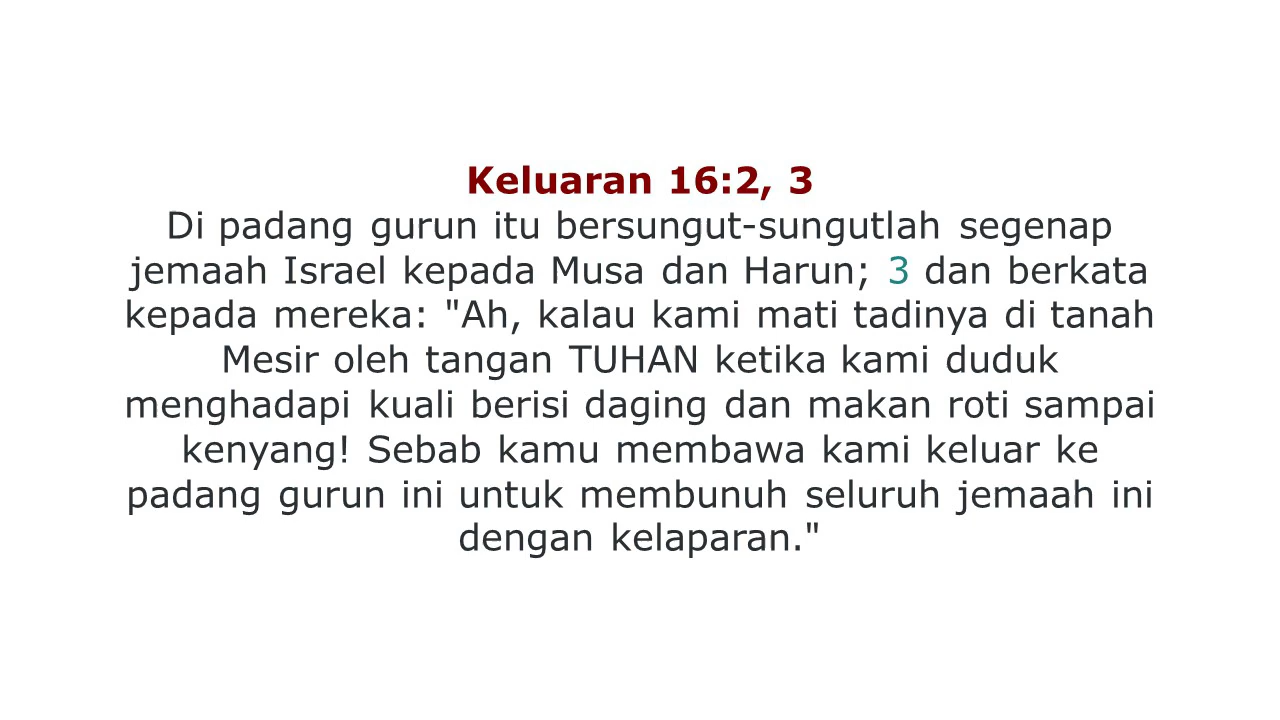 Keluaran 16:2, 3
Di padang gurun itu bersungut-sungutlah segenap
jemaah Israel kepada Musa dan Harun; 3 dan berkata
kepada mereka: "Ah, kalau kami mati tadinya di tanah
Mesir oleh tangan TUHAN ketika kami duduk
menghadapi kuali berisi daging dan makan roti sampai
kenyang! Sebab kamu membawa kami keluar ke
padang gurun ini untuk membunuh seluruh jemaah ini
dengan kelaparan."